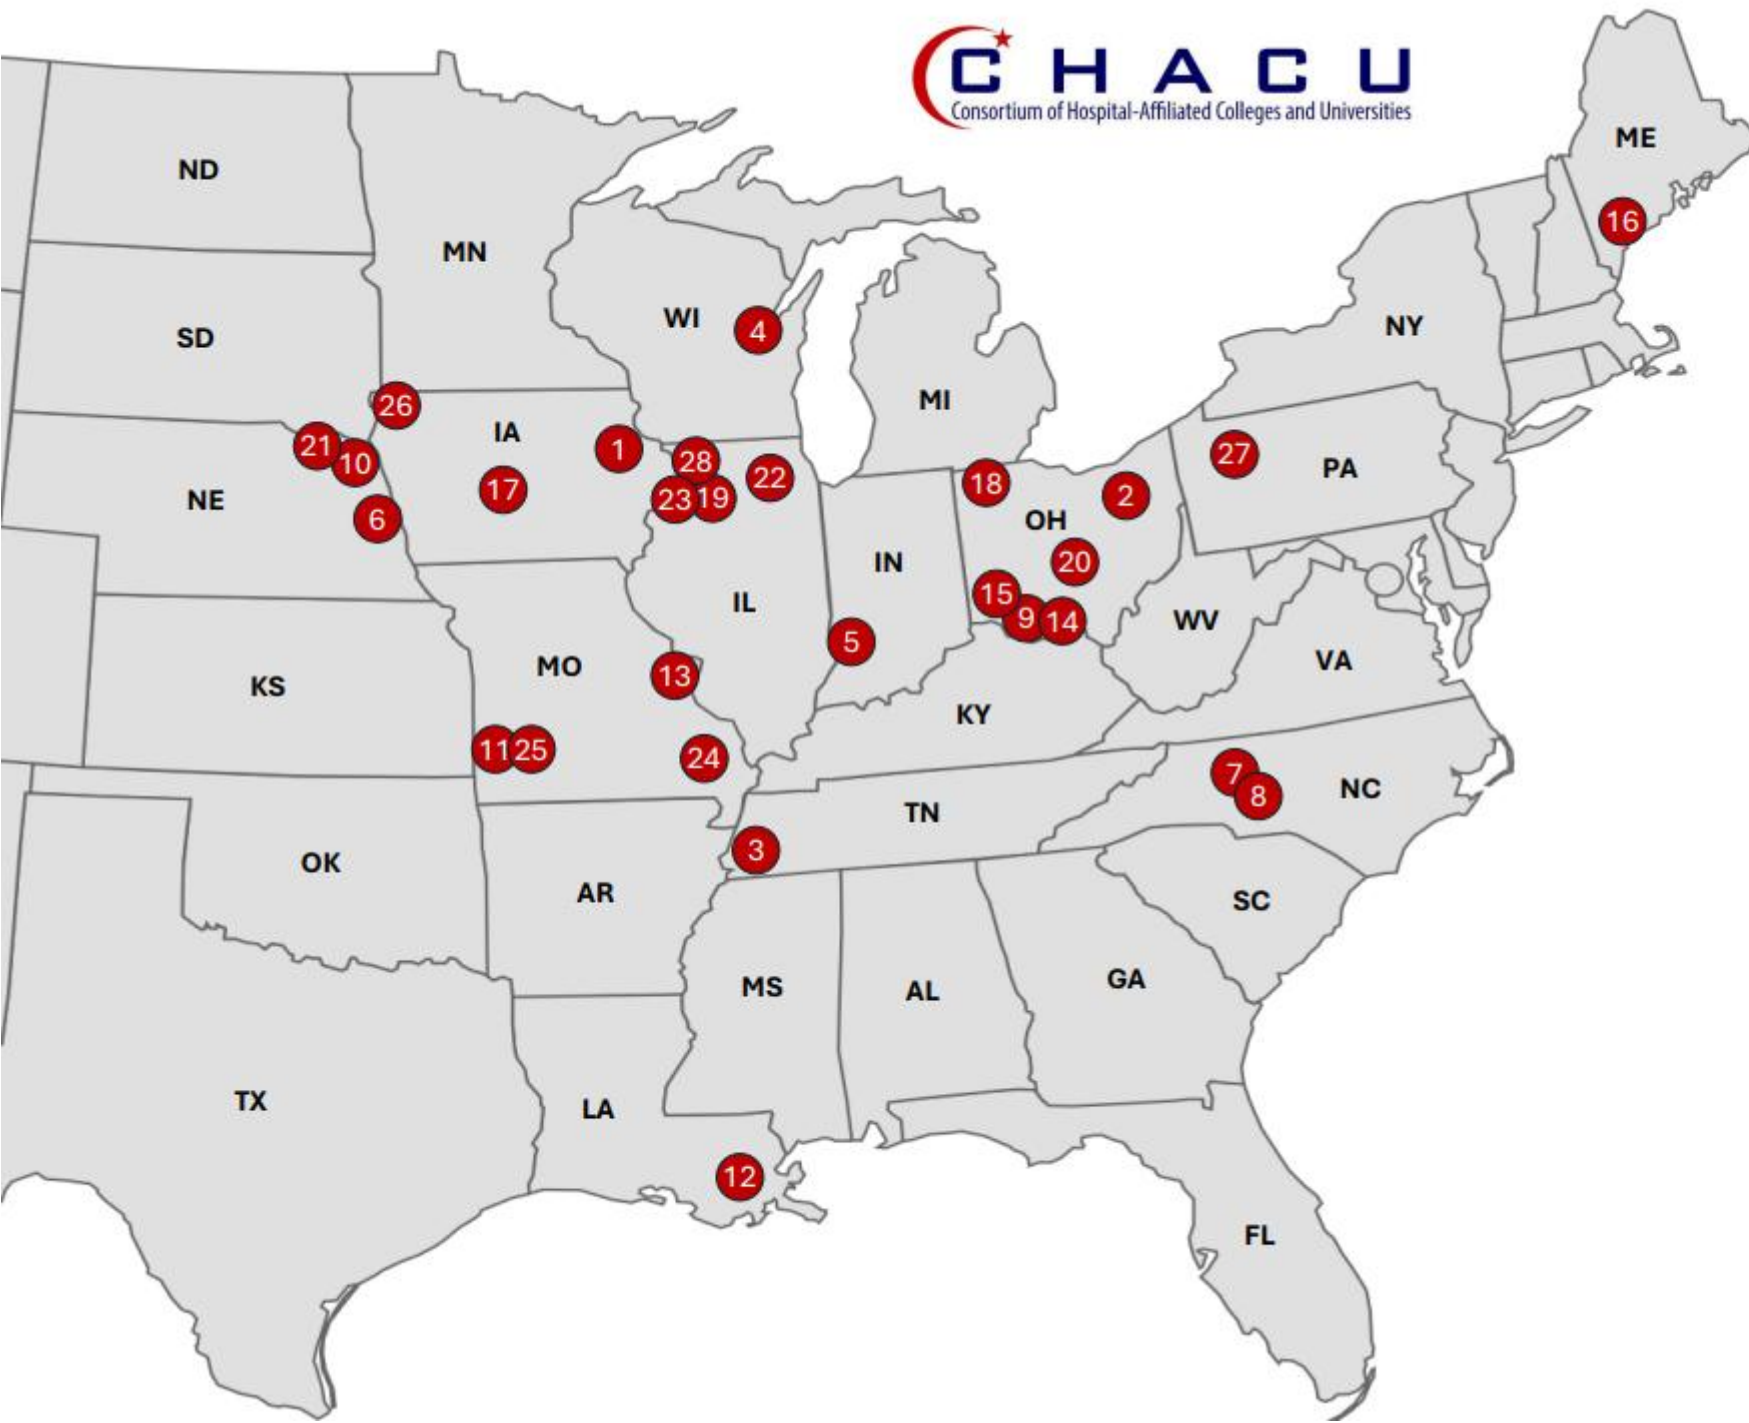 C H A C U
Consortium of Hospital-Affiliated Colleges and Universities
ME
ND
16
MN
WI
4
NY
SD
MI
26
IA
1
21
10
28
22
27
PA
17
23
19
18
2
NE
6
OH
IN
20
IL
15
9
14
WV
5
VA
MO
13
KS
KY
11
25
24
7
8
NC
TN
3
OK
AR
SC
MS
AL
GA
TX
LA
12
FL